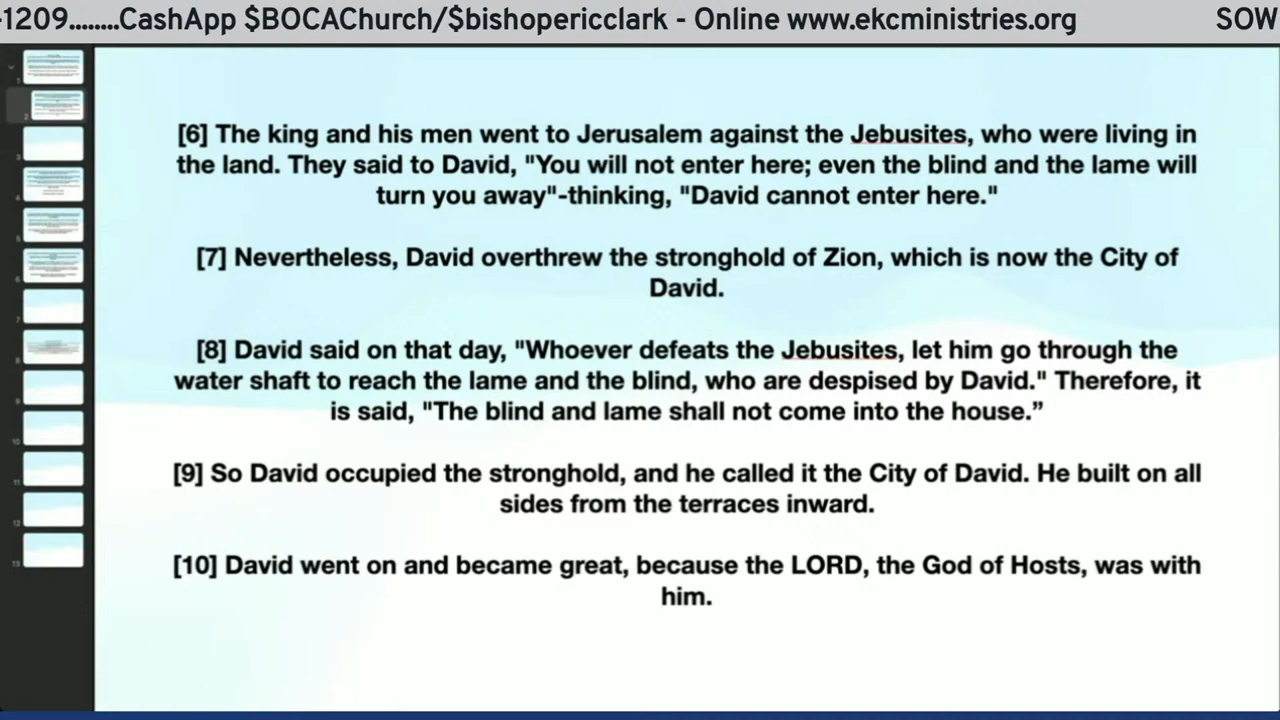 -1209........CashApp $BOCAChurch/$bishopericclark - Online www.ekcministries.org SOW
[6] The king and his men went to Jerusalem against the Jebusites, who were living in
the land. They said to David, "You will not enter here; even the blind and the lame will
turn you away"-thinking, "David cannot enter here."
[7] Nevertheless, David overthrew the stronghold of Zion, which is now the City of
David.
[8] David said on that day, "Whoever defeats the Jebusites, let him go through the
water shaft to reach the lame and the blind, who are despised by David." Therefore, it
is said, "The blind and lame shall not come into the house.”
[9] So David occupied the stronghold, and he called it the City of David. He built on all
sides from the terraces inward.
[10] David went on and became great, because the LORD, the God of Hosts, was with
him.